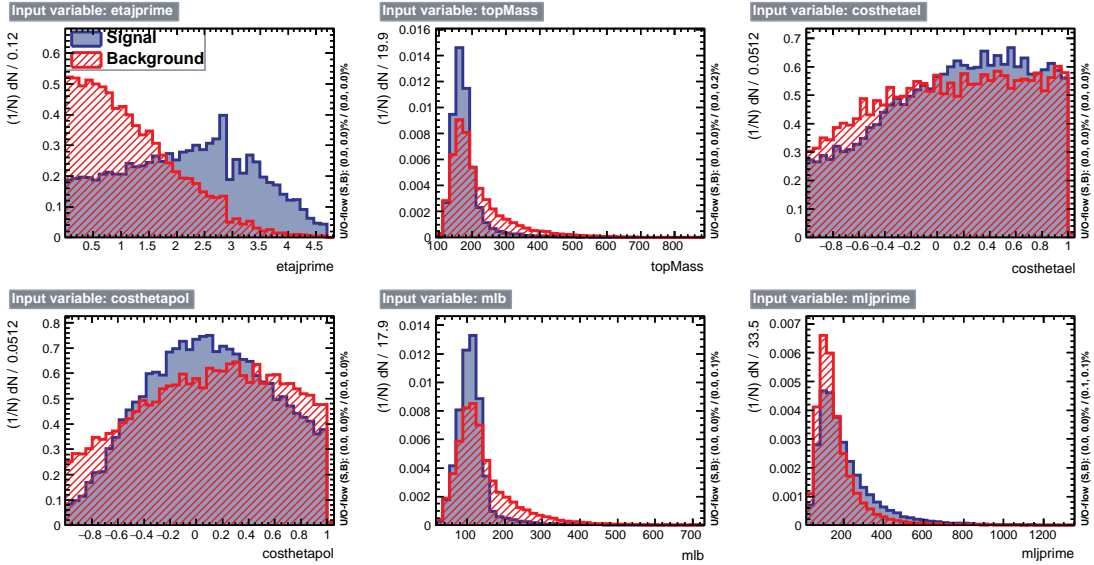 Input variable: etajprime
(1/N) dN / 0.12
0.6
0.5
0.4
0.3
0.2
0.1
0
Signal
Background
0.5 1 1.5 2 2.5 3 3.5 4 4.5
etajprime
U/O-flow (S,B): (0.0, 0.0)% / (0.0, 0.0)%
Input variable: topMass
(1/N) dN / 19.9
0.016
0.014
0.012
0.01
0.008
0.006
0.004
0.002
0
100 200 300 400 500 600 700 800
topMass
U/O-flow (S,B): (0.0, 0.0)% / (0.0, 0.2)%
Input variable: costhetael
(1/N) dN / 0.0512
0.7
0.6
0.5
0.4
0.3
0.2
0.1
0
−0.8 −0.6 −0.4 −0.2 0 0.2 0.4 0.6 0.8 1
costhetael
U/O-flow (S,B): (0.0, 0.0)% / (0.0, 0.0)%
Input variable: costhetapol
(1/N) dN / 0.0512
0.8
0.7
0.6
0.5
0.4
0.3
0.2
0.1
0
−0.8 −0.6 −0.4 −0.2 0 0.2 0.4 0.6 0.8 1
costhetapol
U/O-flow (S,B): (0.0, 0.0)% / (0.0, 0.0)%
Input variable: mlb
(1/N) dN / 17.9
0.014
0.012
0.01
0.008
0.006
0.004
0.002
0
100 200 300 400 500 600 700
mlb
U/O-flow (S,B): (0.0, 0.0)% / (0.0, 0.1)%
Input variable: mljprime
(1/N) dN / 33.5
0.007
0.006
0.005
0.004
0.003
0.002
0.001
0
200 400 600 800 1000 1200
mljprime
U/O-flow (S,B): (0.0, 0.0)% / (0.1, 0.1)%